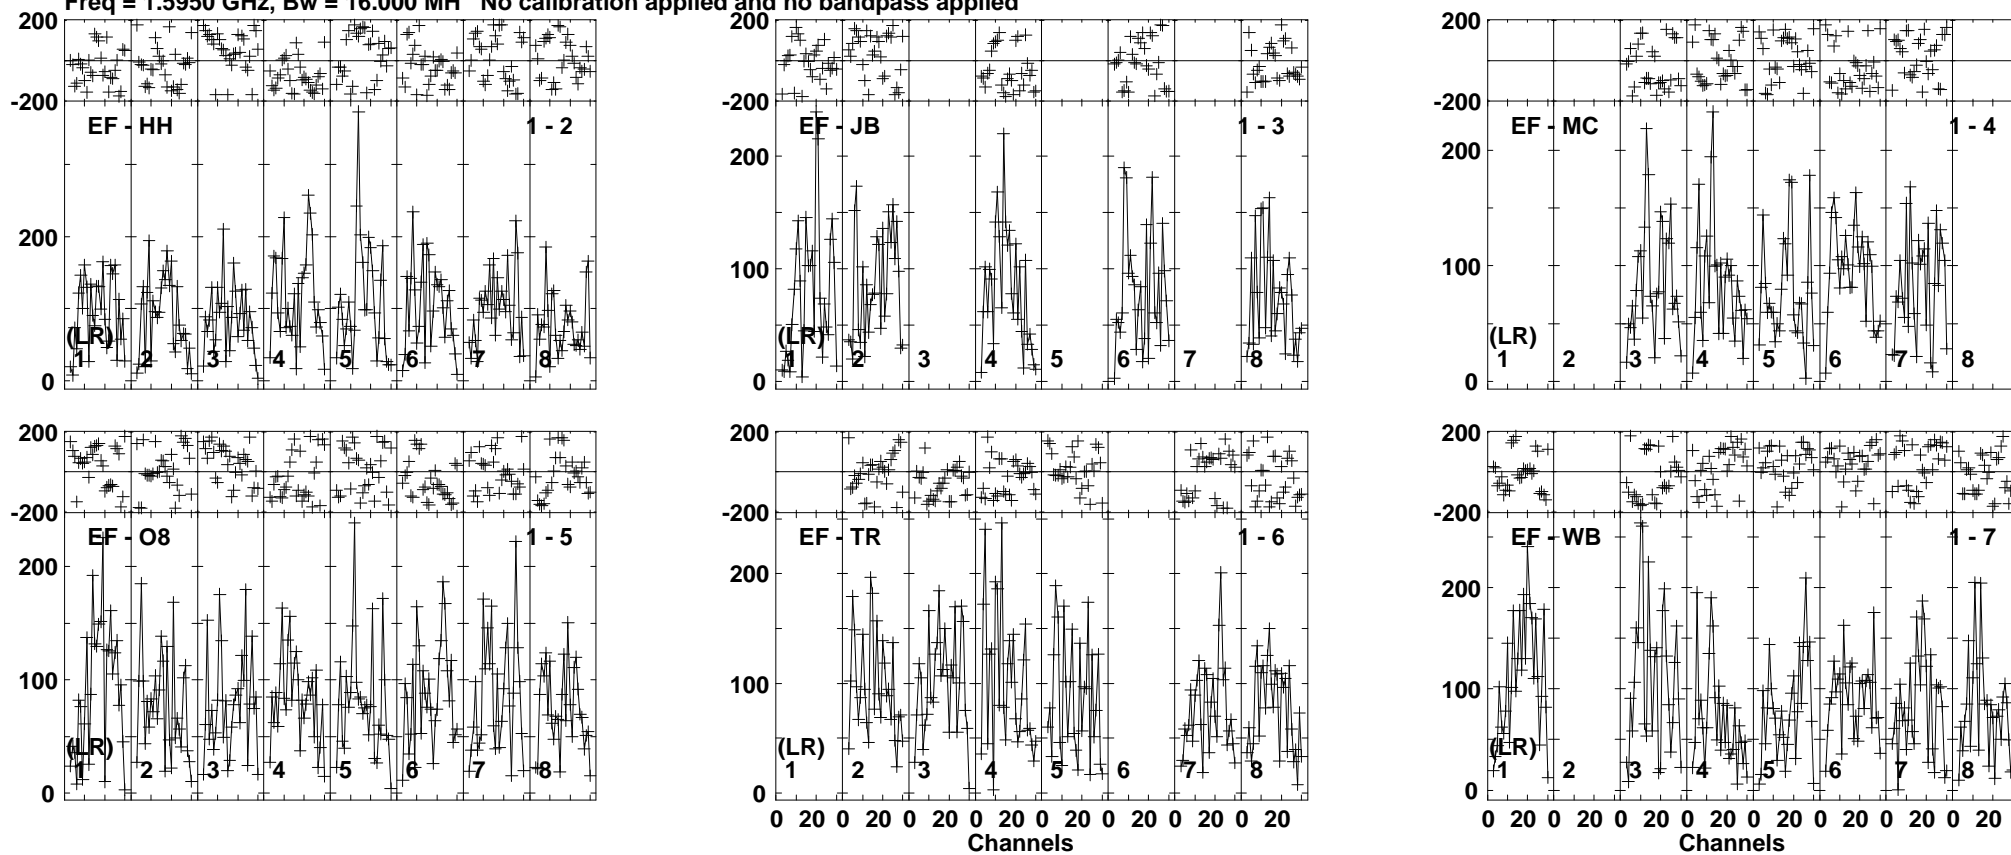 Freq = 1.5950 GHz, Bw = 16.000 MH No calibration applied and no bandpass applied
200 200 200
-200 -200 -200
EF - HH 1 - 2 EF - JB 1 - 3 EF - MC 1 - 4
200 200 200
100 100
(LR) (LR) (LR)
1 2 3 4 5 6 7 8 1 2 3 4 5 6 7 8 1 2 3 4 5 6 7 8
0 0 0
200 200 200
-200 -200 -200
EF - O8 1 - 5 EF - TR 1 - 6 EF - WB 1 - 7
200 200 200
100 100 100
(LR) (LR) (LR)
1 2 3 4 5 6 7 8 1 2 3 4 5 6 7 8 1 2 3 4 5 6 7 8
0 0 0
0 20 0 20 0 20 0 20 0 20 0 20 0 20 0 20 0 20 0 20 0 20 0 20 0 20 0 20 0 20 0 20
Channels Channels